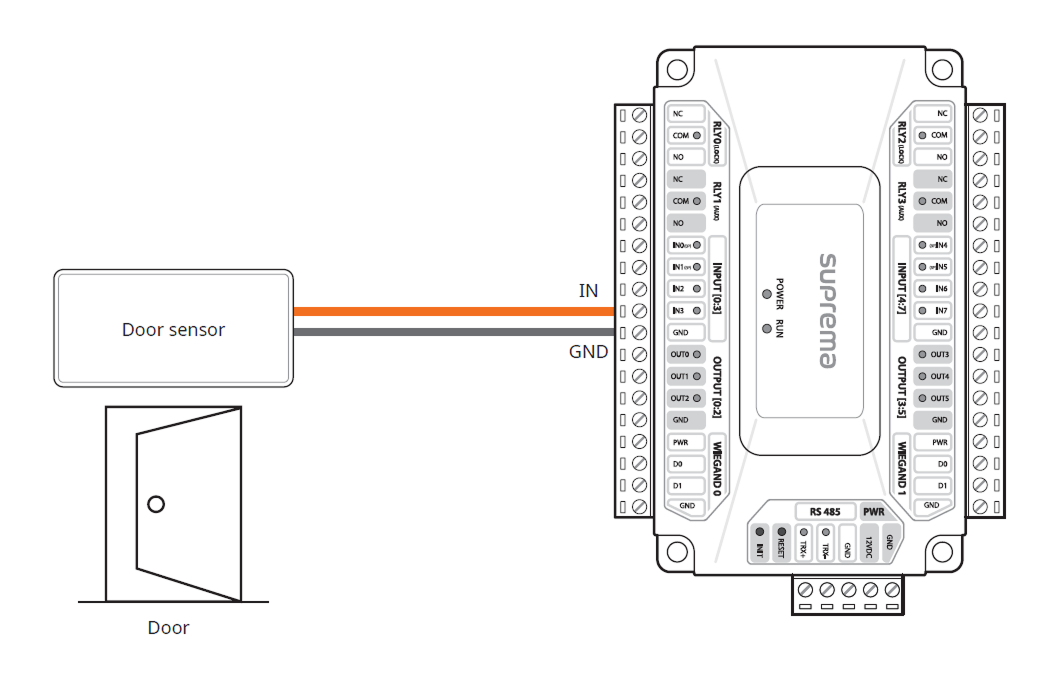 IN
GND
Door sensor
Door
NC
COM
NO
RLY0 (LOCK)
NC
COM
NO
RLY1 (AUX)
IN0
IN1
IN2
IN3
GND
INPUT [0:3]
OUT0
OUT1
OUT2
GND
OUTPUT [0:2]
PWR
D0
D1
GND
WIEGAND 0
POWER
RUN
suprema
NC
COM
NO
RLY2 (LOCK)
NC
COM
NO
RLY3 (AUX)
IN4
IN5
IN6
IN7
GND
INPUT [4:7]
OUT3
OUT4
OUT5
GND
OUTPUT [3:5]
PWR
D0
D1
GND
WIEGAND 1
RS 485
PWR
INIT
RESET
TRX+
TRX-
GND
12VDC
GND